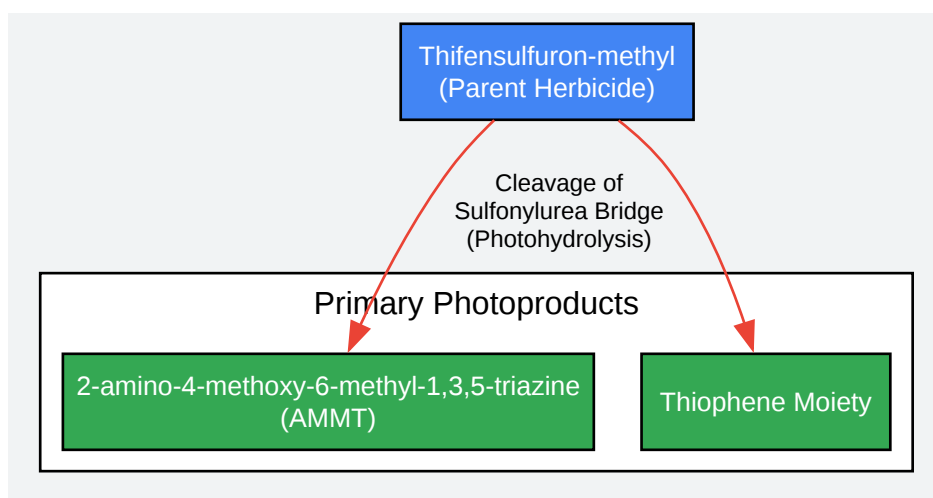 Thifensulfuron-methyl
(Parent Herbicide)
Cleavage of
Sulfonylurea Bridge
(Photohydrolysis)
Primary Photoproducts
2-amino-4-methoxy-6-methyl-1,3,5-triazine
(AMMT)
Thiophene Moiety